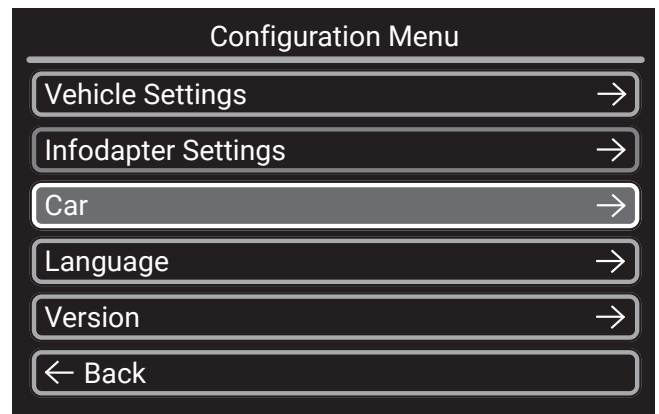 Configuration Menu
Vehicle Settings
Infodapter Settings
Car
Language
Version
Back